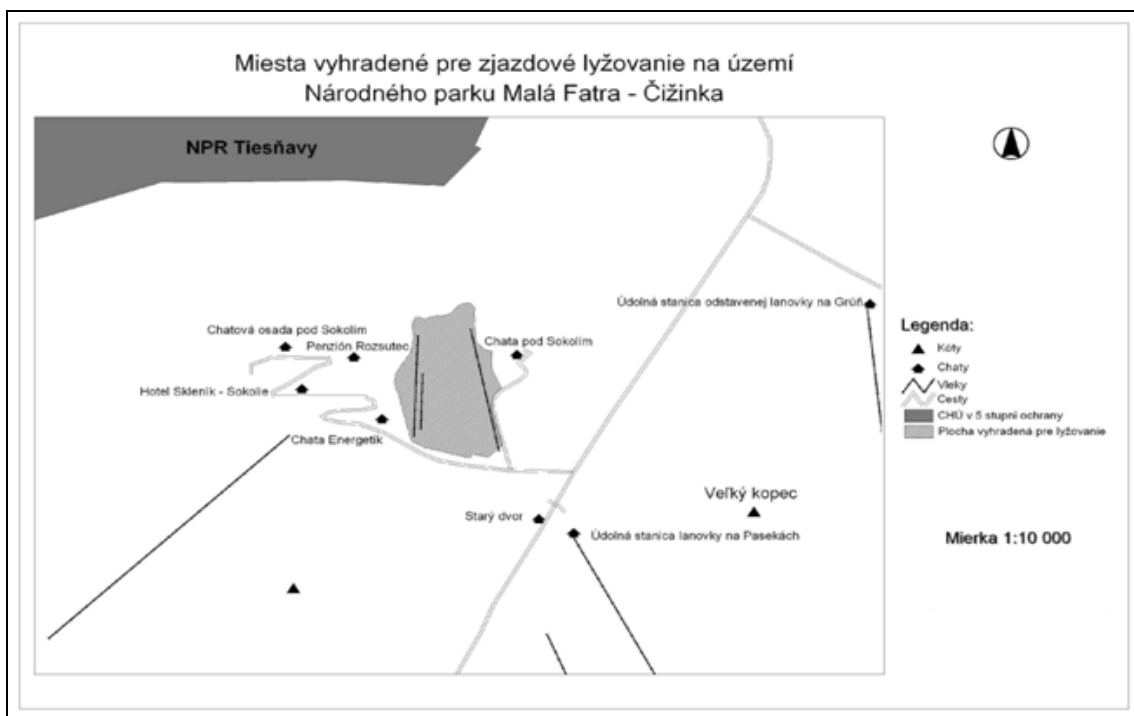 Miesta vyhradené pre zjazdové lyžovanie na území
Národného parku Malá Fatra - Čižinka
NPR Tiesňavy
Údolná stanica odstavenej lanovky na Grúň
Chatová osada pod Sokolím
Penzión Rozsutec
Chata pod Sokolím
Hotel Skleník - Sokolie
Chata Energetik
Veľký kopec
Starý dvor
Údolná stanica lanovky na Pasekách
Legenda:
Kóty
Chaty
Vleky
Cesty
CHÚ v 5 stupni ochrany
Plocha vyhradená pre lyžovanie
Mierka 1:10 000